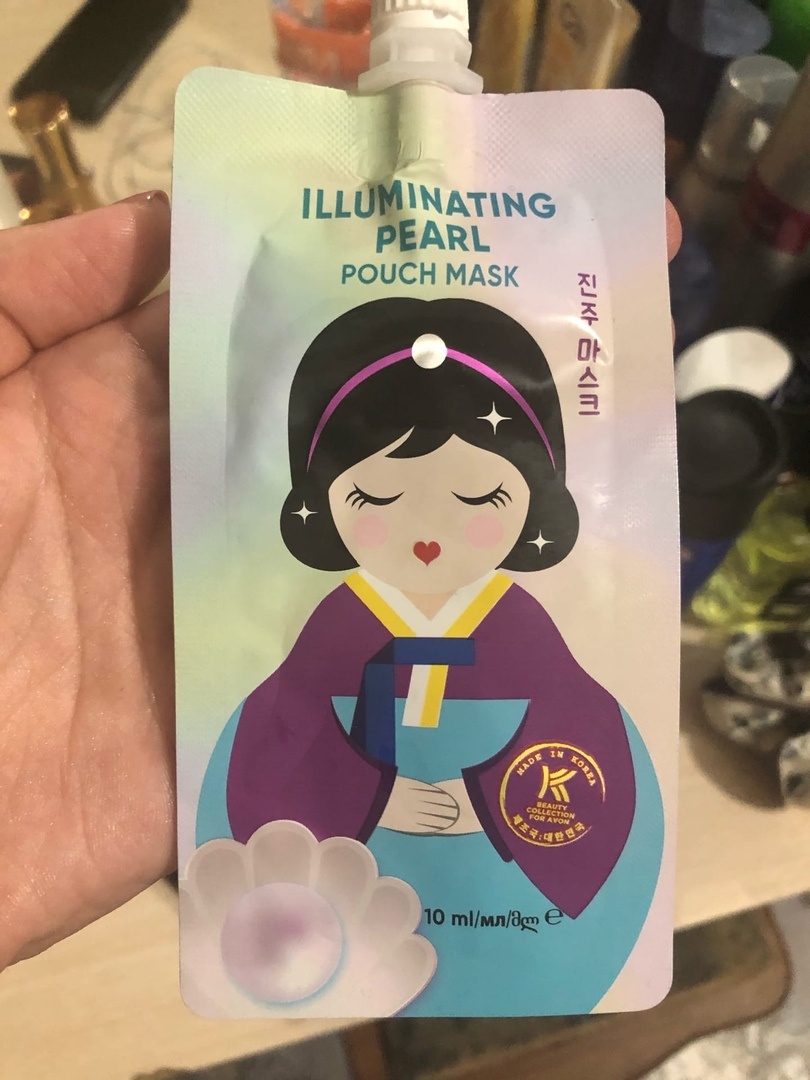 ILLUMINATING
PEARL
POUCH MASK
진주 마스크
MADE IN KOREA
K
BEAUTY
COLLECTION
FOR AVON
제조국:대한민국
10 ml/мл/მლ ℮